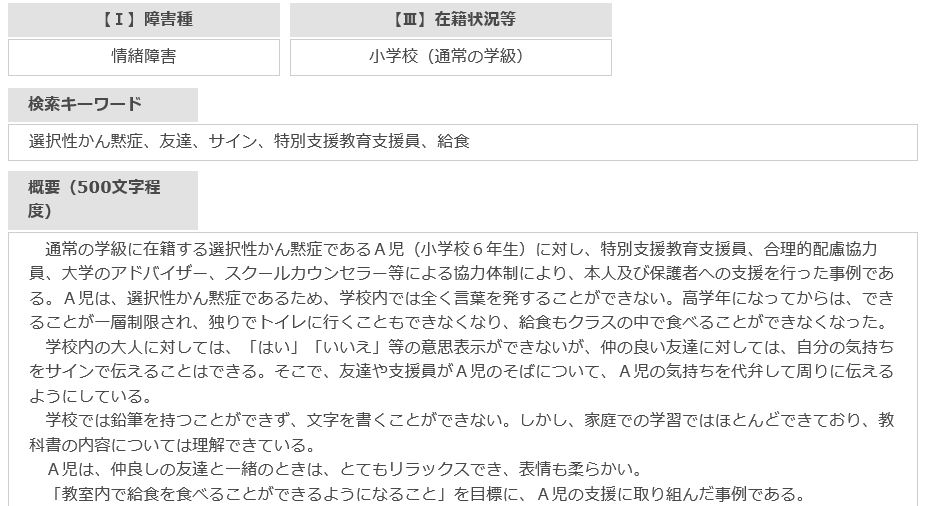 【Ⅰ】障害種
【Ⅲ】在籍状況等
情緒障害
小学校（通常の学級）
検索キーワード
選択性かん黙症、友達、サイン、特別支援教育支援員、給食
概要（500文字程
度）
　通常の学級に在籍する選択性かん黙症であるＡ児（小学校６年生）に対し、特別支援教育支援員、合理的配慮協力
員、大学のアドバイザー、スクールカウンセラー等による協力体制により、本人及び保護者への支援を行った事例であ
る。Ａ児は、選択性かん黙症であるため、学校内では全く言葉を発することができない。高学年になってからは、でき
ることが一層制限され、独りでトイレに行くこともできなくなり、給食もクラスの中で食べることができなくなった。
　学校内の大人に対しては、「はい」「いいえ」等の意思表示ができないが、仲の良い友達に対しては、自分の気持ち
をサインで伝えることはできる。そこで、友達や支援員がＡ児のそばについて、Ａ児の気持ちを代弁して周りに伝える
ようにしている。
　学校では鉛筆を持つことができず、文字を書くことができない。しかし、家庭での学習ではほとんどできており、教
科書の内容については理解できている。
　Ａ児は、仲良しの友達と一緒のときは、とてもリラックスでき、表情も柔らかい。
　「教室内で給食を食べることができるようになること」を目標に、Ａ児の支援に取り組んだ事例である。